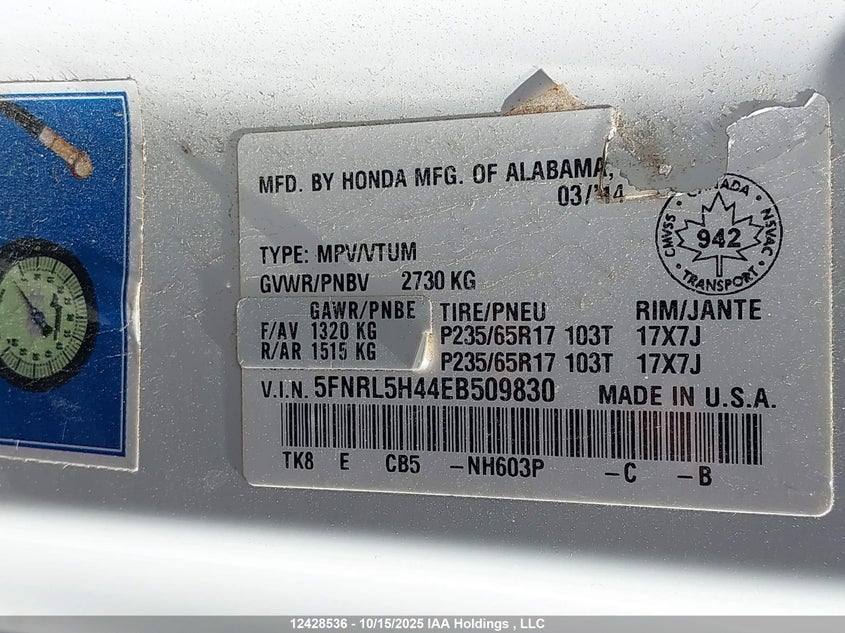 MFD. BY HONDA MFG. OF ALABAMA,
03/'14
CANADA
CMVSS
942
NSVAC
TRANSPORT
TYPE: MPV/VTUM
GVWR/PNBV 2730 KG
GAWR/PNBE TIRE/PNEU RIM/JANTE
F/AV 1320 KG P235/65R17 103T 17X7J
R/AR 1515 KG P235/65R17 103T 17X7J
V.I.N. 5FNRL5H44EB509830 MADE IN U.S.A.
TK8 E CB5 -NH603P -C -B
12428536 - 10/15/2025 IAA Holdings , LLC